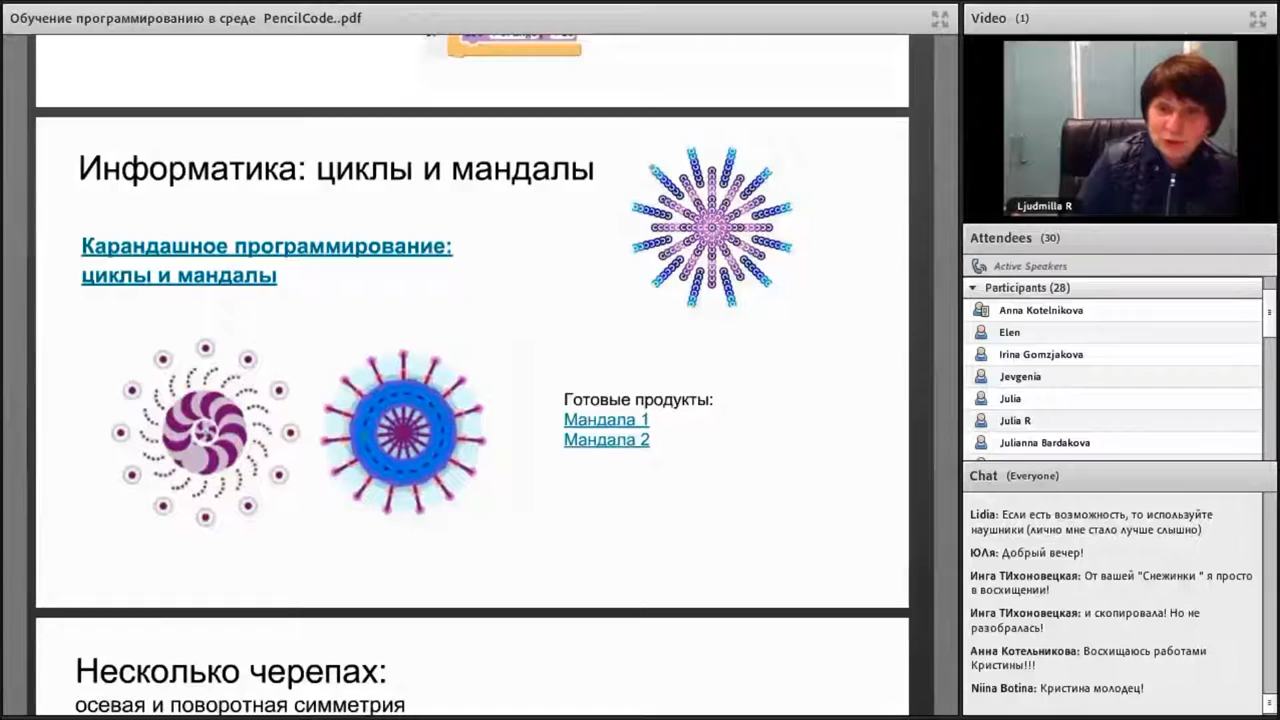 Обучение программированию в среде PencilCode..pdf
Информатика: циклы и мандалы
Карандашное программирование:
циклы и мандалы
Готовые продукты:
Мандала 1
Мандала 2
Несколько черепах:
осевая и поворотная симметрия
Video (1)
Ljudmilla R
Attendees (30)
Active Speakers
Participants (28)
Anna Kotelnikova
Elen
Irina Gomzjakova
Jevgenia
Julia
Julia R
Julianna Bardakova
Chat (Everyone)
Lidia: Если есть возможность, то используйте
наушники (лично мне стало лучше слышно)
ЮЛя: Добрый вечер!
Инга ТИхоновецкая: От вашей "Снежинки " я просто
в восхищении!
Инга ТИхоновецкая: и скопировала! Но не
разобралась!
Анна Котельникова: Восхищаюсь работами
Кристины!!!
Niina Botina: Кристина молодец!